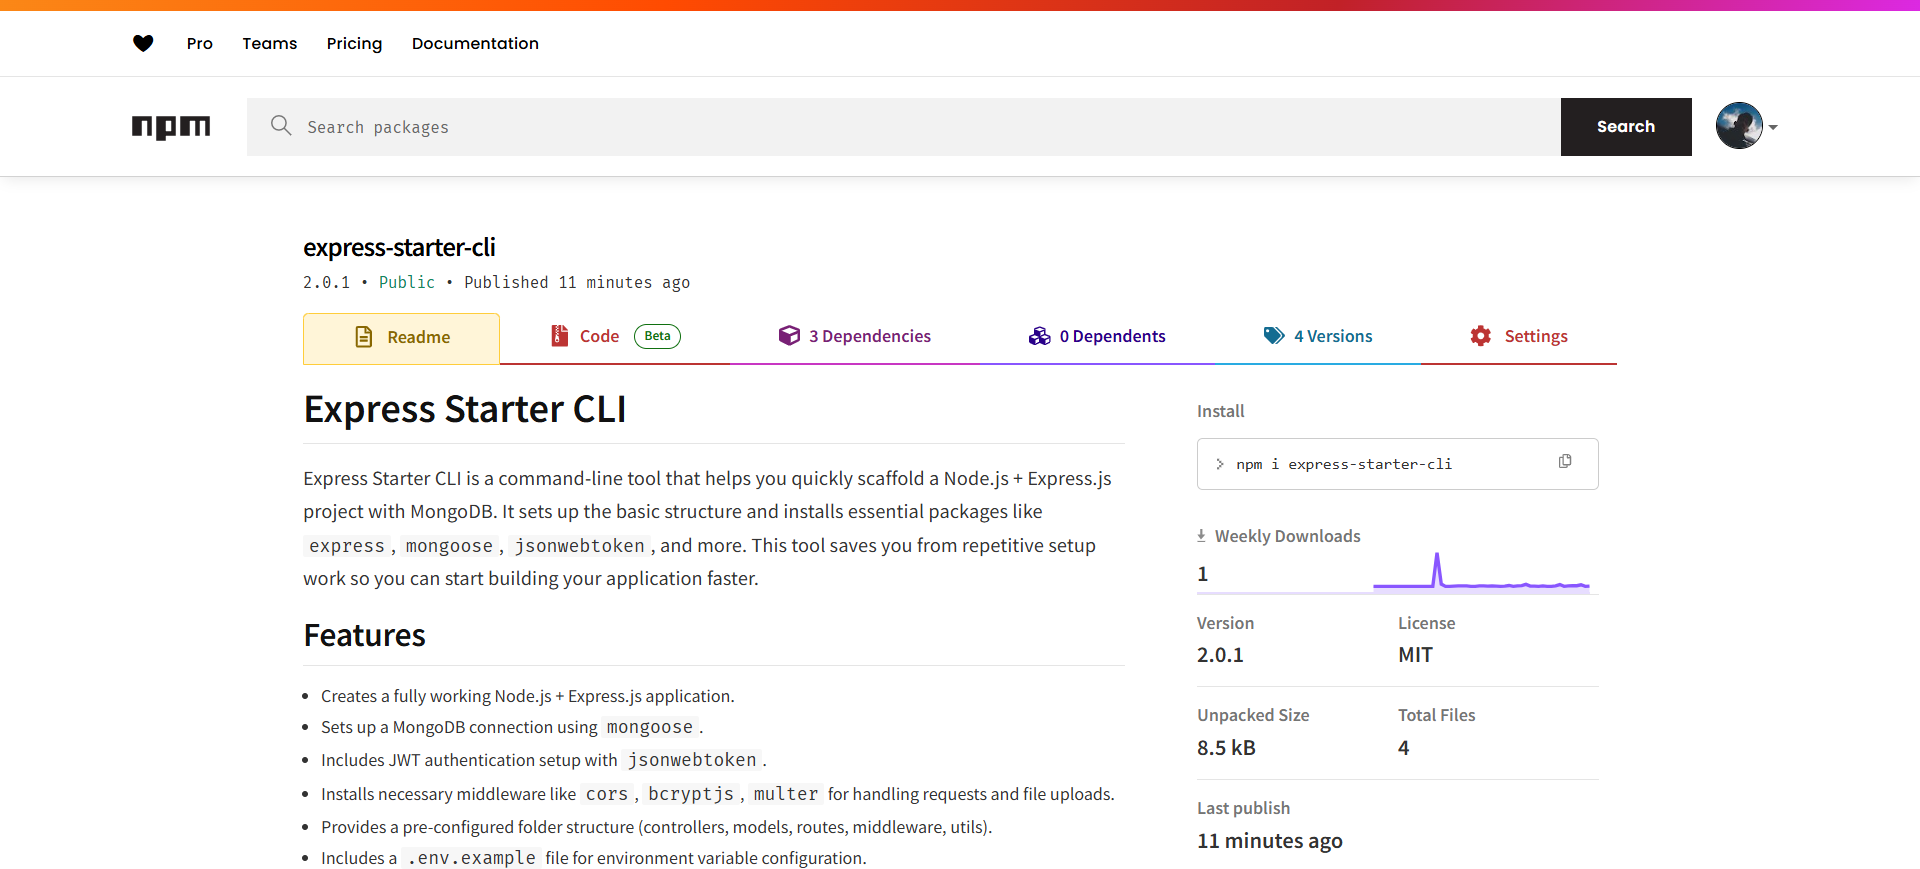 Pro Teams Pricing Documentation
npm
Search packages
Search
express-starter-cli
2.0.1 • Public • Published 11 minutes ago
Readme
Code Beta
3 Dependencies
0 Dependents
4 Versions
Settings
Express Starter CLI
Express Starter CLI is a command-line tool that helps you quickly scaffold a Node.js + Express.js
project with MongoDB. It sets up the basic structure and installs essential packages like
express, mongoose, jsonwebtoken, and more. This tool saves you from repetitive setup
work so you can start building your application faster.
Features
• Creates a fully working Node.js + Express.js application.
• Sets up a MongoDB connection using mongoose.
• Includes JWT authentication setup with jsonwebtoken.
• Installs necessary middleware like cors, bcryptjs, multer for handling requests and file uploads.
• Provides a pre-configured folder structure (controllers, models, routes, middleware, utils).
• Includes a .env.example file for environment variable configuration.
Install
> npm i express-starter-cli
Weekly Downloads
1
Version
2.0.1
License
MIT
Unpacked Size
8.5 kB
Total Files
4
Last publish
11 minutes ago